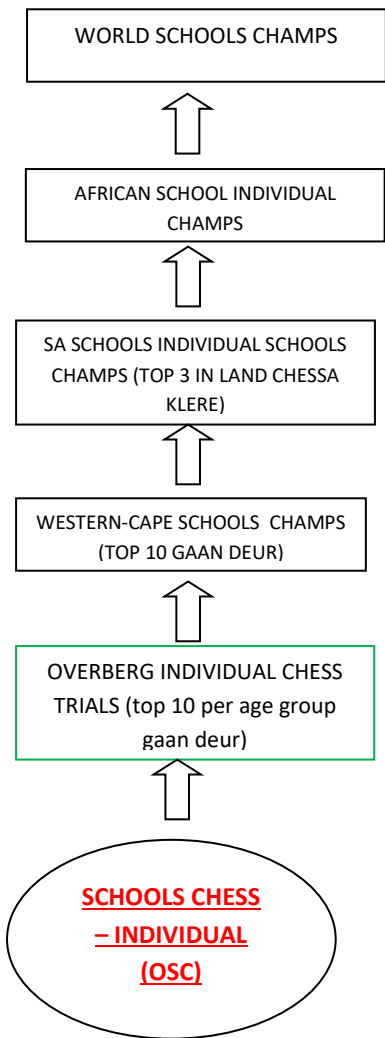 WORLD SCHOOLS CHAMPS
AFRICAN SCHOOL INDIVIDUAL
CHAMPS
SA SCHOOLS INDIVIDUAL SCHOOLS
CHAMPS (TOP 3 IN LAND CHESSA
KLERE)
WESTERN-CAPE SCHOOLS CHAMPS
(TOP 10 GAAN DEUR)
OVERBERG INDIVIDUAL CHESS
TRIALS (top 10 per age group
gaan deur)
SCHOOLS CHESS
– INDIVIDUAL
(OSC)